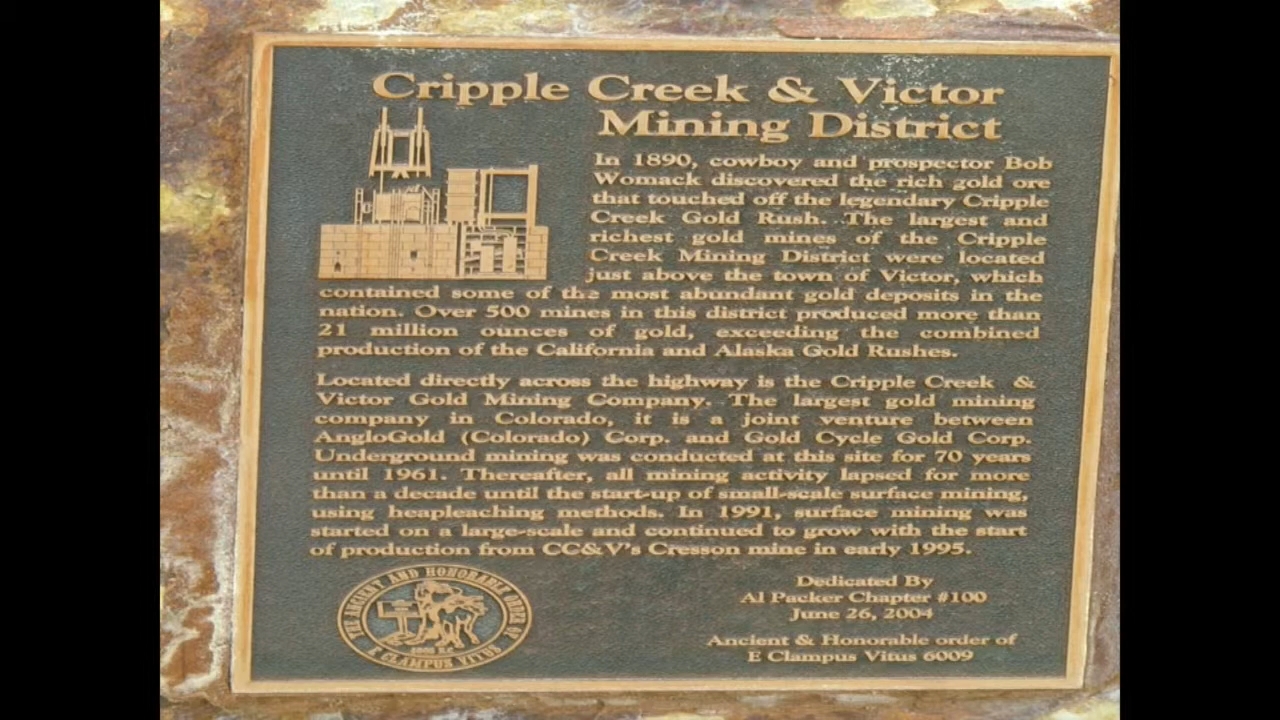 Cripple Creek & Victor
Mining District
In 1890, cowboy and prospector Bob
Womack discovered the rich gold ore
that touched off the legendary Cripple
Creek Gold Rush. The largest and
richest gold mines of the Cripple
Creek Mining District were located
just above the town of Victor, which
contained some of the most abundant gold deposits in the
nation. Over 500 mines in this district produced more than
21 million ounces of gold, exceeding the combined
production of the California and Alaska Gold Rushes.
Located directly across the highway is the Cripple Creek &
Victor Gold Mining Company. The largest gold mining
company in Colorado, it is a joint venture between
AngloGold (Colorado) Corp. and Gold Cycle Gold Corp.
Underground mining was conducted at this site for 70 years
until 1961. Thereafter, all mining activity lapsed for more
than a decade until the start-up of small-scale surface mining,
using heapleaching methods. In 1991, surface mining was
started on a large-scale and continued to grow with the start
of production from CC&V's Cresson mine in early 1995.
THE ANCIENT AND HONORABLE ORDER OF
E CLAMPUS VITUS
Dedicated By
Al Packer Chapter #100
June 26, 2004
Ancient & Honorable order of
E Clampus Vitus 6009